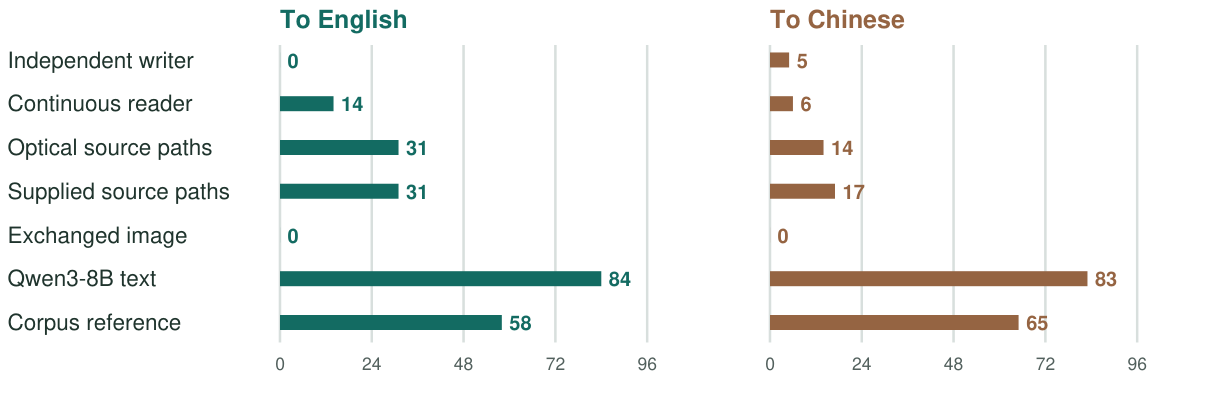 To English
To Chinese
Independent writer 0 5
Continuous reader 14 6
Optical source paths 31 14
Supplied source paths 31 17
Exchanged image 0 0
Qwen3-8B text 84 83
Corpus reference 58 65
0 24 48 72 96
0 24 48 72 96